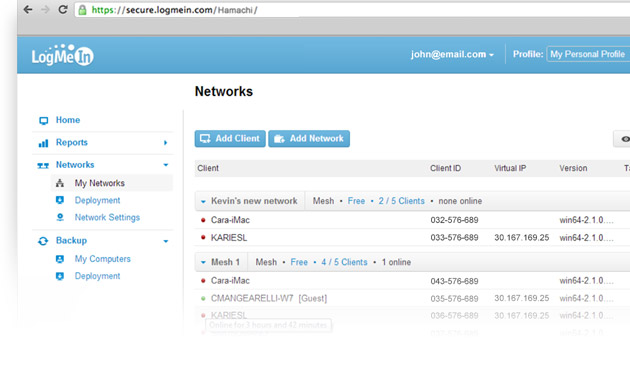 https://secure.logmein.com/Hamachi/
LogMeIn
john@email.com
Profile: My Personal Profile
Networks
Home
Reports
Networks
My Networks
Deployment
Network Settings
Backup
My Computers
Deployment
Add Client Add Network
Client Client ID Virtual IP Version
Kevin's new network Mesh • Free • 2 / 5 Clients • none online
Cara-iMac 032-576-689 win64-2.1.0....
KARIESL 033-576-689 30.167.169.25 win64-2.1.0....
Mesh 1 Mesh • Free • 4 / 5 Clients • 1 online
Cara-iMac 043-576-689 win64-2.1.0....
CMANGEARELLI-W7 [Guest] 035-576-689 30.167.169.25 win64-2.1.0....
KARIESL 036-576-689 30.167.169.25 win64-2.1.0....
Online for 3 hours and 42 minutes